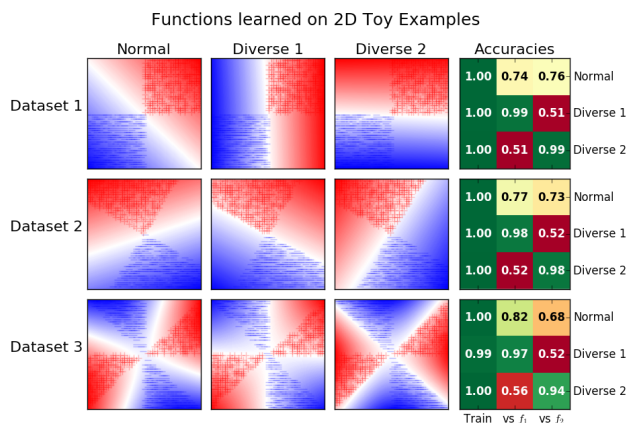 Functions learned on 2D Toy Examples
Normal Diverse 1 Diverse 2 Accuracies
Dataset 1
1.00 0.74 0.76 Normal
1.00 0.99 0.51 Diverse 1
1.00 0.51 0.99 Diverse 2
Dataset 2
1.00 0.77 0.73 Normal
1.00 0.98 0.52 Diverse 1
1.00 0.52 0.98 Diverse 2
Dataset 3
1.00 0.82 0.68 Normal
0.99 0.97 0.52 Diverse 1
1.00 0.56 0.94 Diverse 2
Train vs f₁ vs f₂